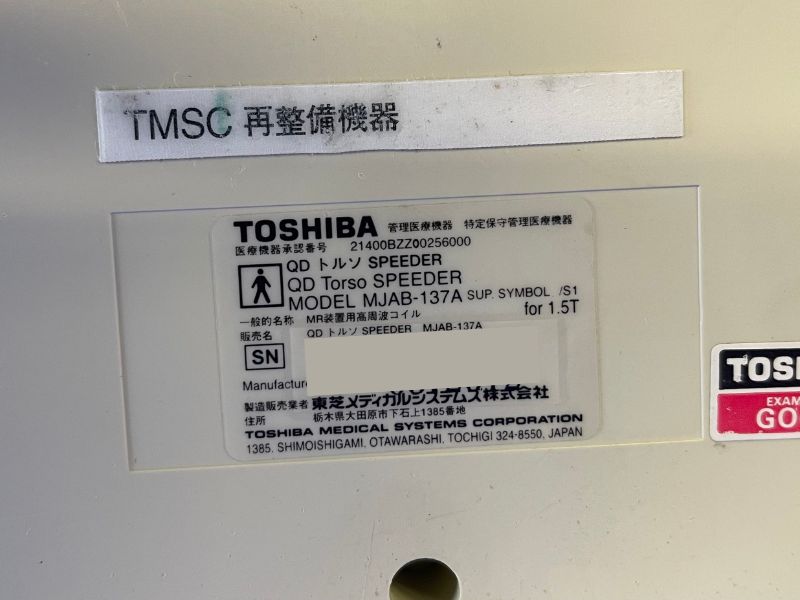 TMSC 再整備機器
TOSHIBA 管理医療機器 特定保守管理医療機器
医療機器承認番号 21400BZZ00256000
QD トルソ SPEEDER
QD Torso SPEEDER
MODEL MJAB-137A SUP. SYMBOL /S1
for 1.5T
一般的名称 MR装置用高周波コイル
販売名 QD トルソ SPEEDER MJAB-137A
SN
Manufacture
製造販売業者 東芝メディカルシステムズ株式会社
住所 栃木県大田原市下石上1385番地
TOSHIBA MEDICAL SYSTEMS CORPORATION
1385, SHIMOISHIGAMI, OTAWARASHI, TOCHIGI 324-8550, JAPAN
TOSH
EXAM
GO